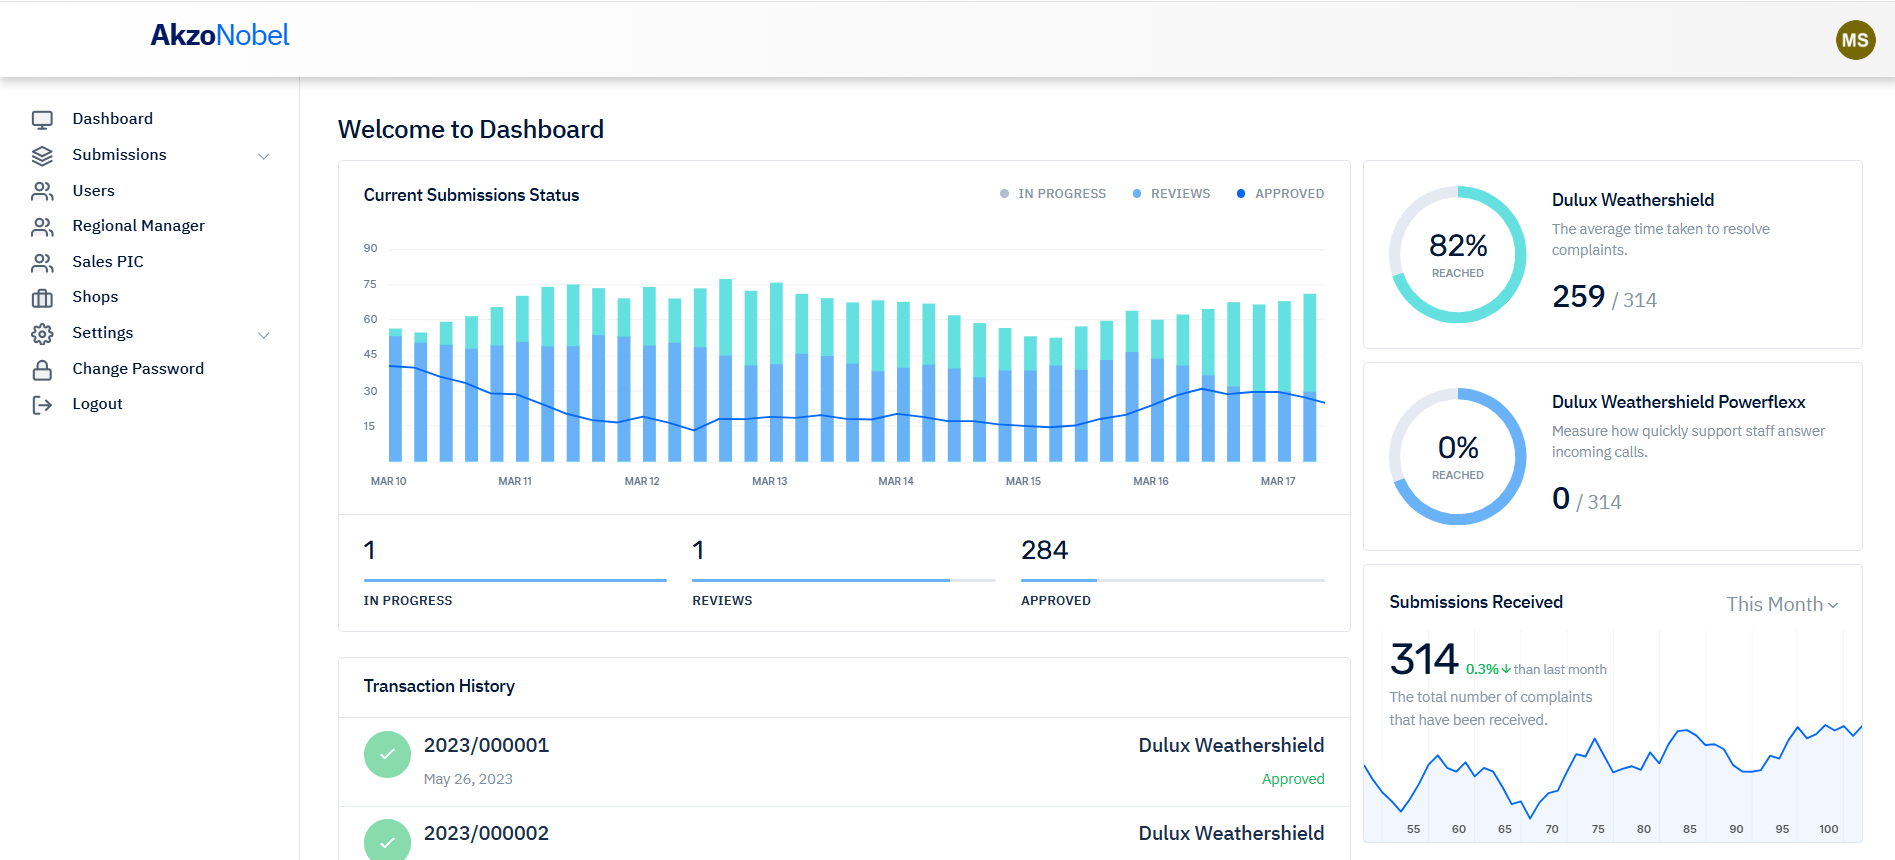 AkzoNobel
MS
Dashboard
Submissions
Users
Regional Manager
Sales PIC
Shops
Settings
Change Password
Logout
Welcome to Dashboard
Current Submissions Status
IN PROGRESS
REVIEWS
APPROVED
90
75
60
45
30
15
MAR 10
MAR 11
MAR 12
MAR 13
MAR 14
MAR 15
MAR 16
MAR 17
1
IN PROGRESS
1
REVIEWS
284
APPROVED
Transaction History
2023/000001
Dulux Weathershield
May 26, 2023
Approved
2023/000002
Dulux Weathershield
82%
REACHED
Dulux Weathershield
The average time taken to resolve
complaints.
259 / 314
0%
REACHED
Dulux Weathershield Powerflexx
Measure how quickly support staff answer
incoming calls.
0 / 314
Submissions Received
This Month
314 0.3% than last month
The total number of complaints
that have been received.
55 60 65 70 75 80 85 90 95 100